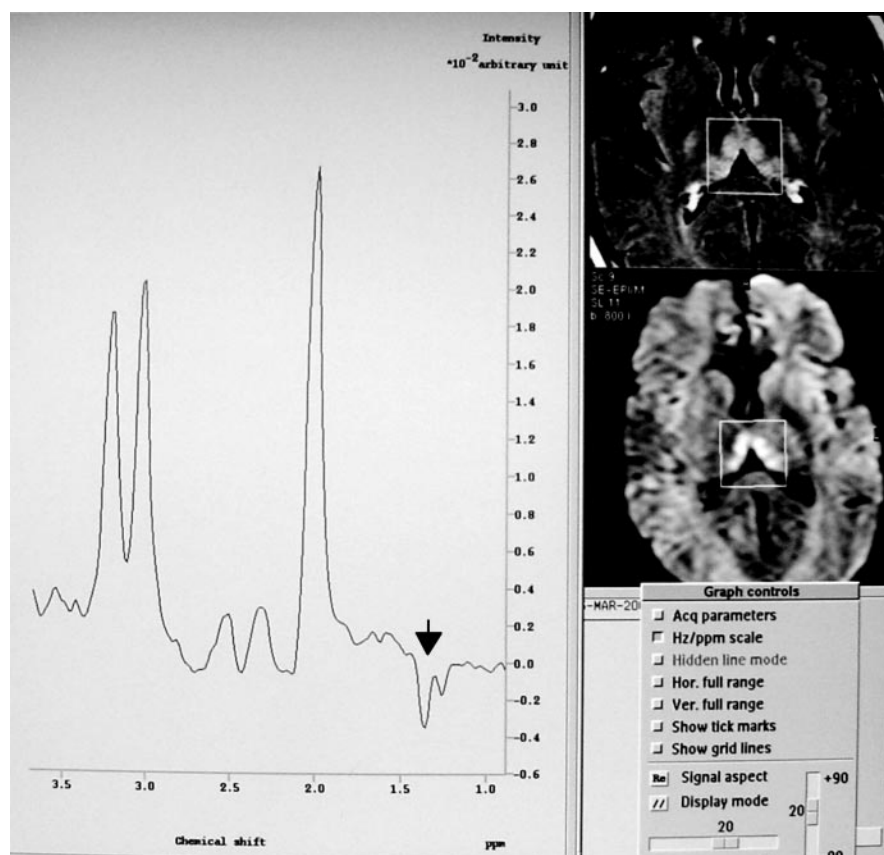 Intensity
*10-2 arbitrary unit
3.0
2.8
2.6
2.4
2.2
2.0
1.8
1.6
1.4
1.2
1.0
0.8
0.6
0.4
0.2
0.0
-0.2
-0.4
-0.6
3.5 3.0 2.5 2.0 1.5 1.0
Chemical shift ppm
SE-EPI/M
SL 11
b 800
-MAR-20
Graph controls
Acq parameters
Hz/ppm scale
Hidden line mode
Hor. full range
Ver. full range
Show tick marks
Show grid lines
Re Signal aspect
// Display mode
20
+90
20